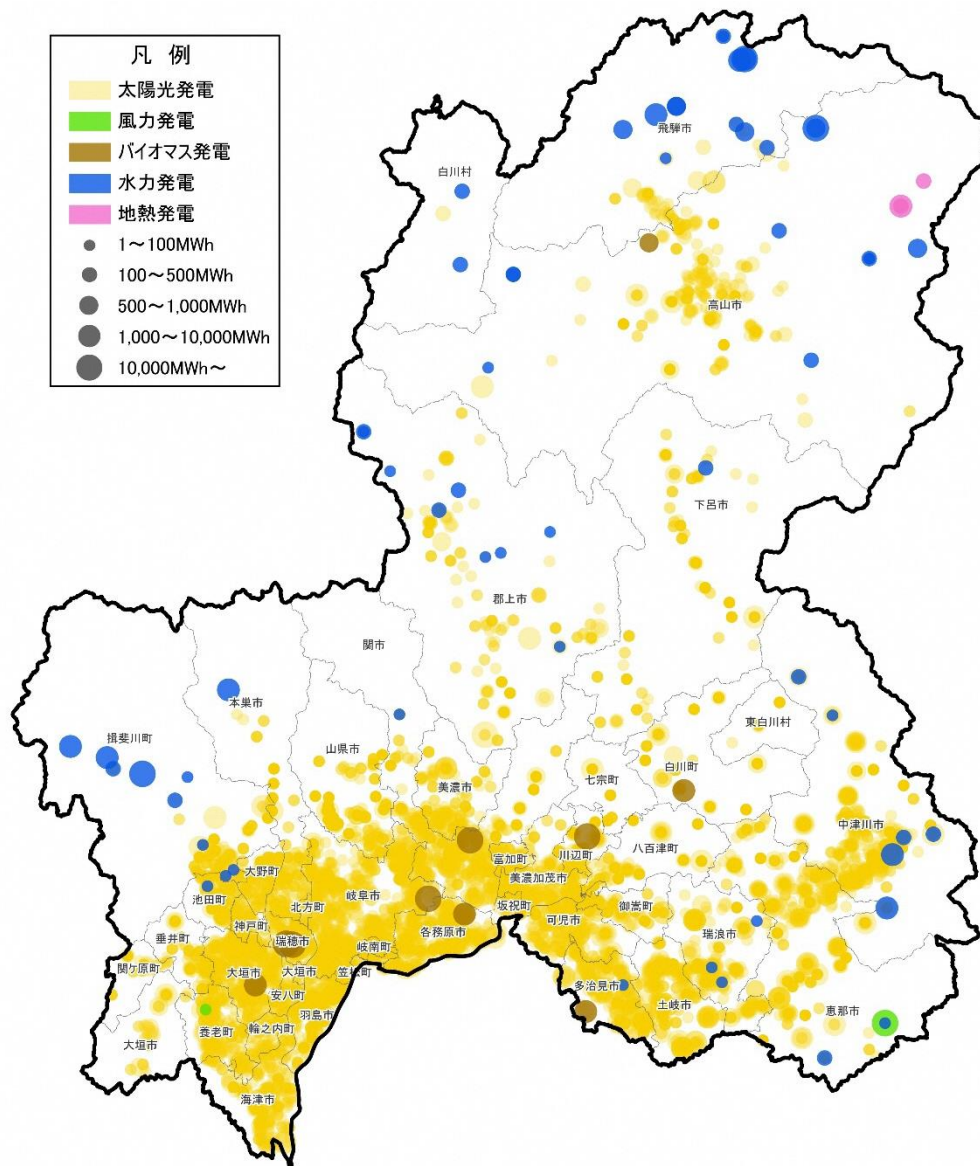 凡 例
太陽光発電
風力発電
バイオマス発電
水力発電
地熱発電
1～100MWh
100～500MWh
500～1,000MWh
1,000～10,000MWh
10,000MWh～
飛騨市
白川村
高山市
下呂市
郡上市
関市
本巣市
東白川村
揖斐川町
山県市
白川町
七宗町
美濃市
中津川市
八百津町
川辺町
富加町
大野町
美濃加茂市
池田町
岐阜市
坂祝町
御嵩町
北方町
可児市
神戸町
各務原市
瑞浪市
垂井町
瑞穂市
岐南町
関ケ原町
大垣市
大垣市
笠松町
多治見市
安八町
土岐市
羽島市
恵那市
養老町
輪之内町
大垣市
海津市